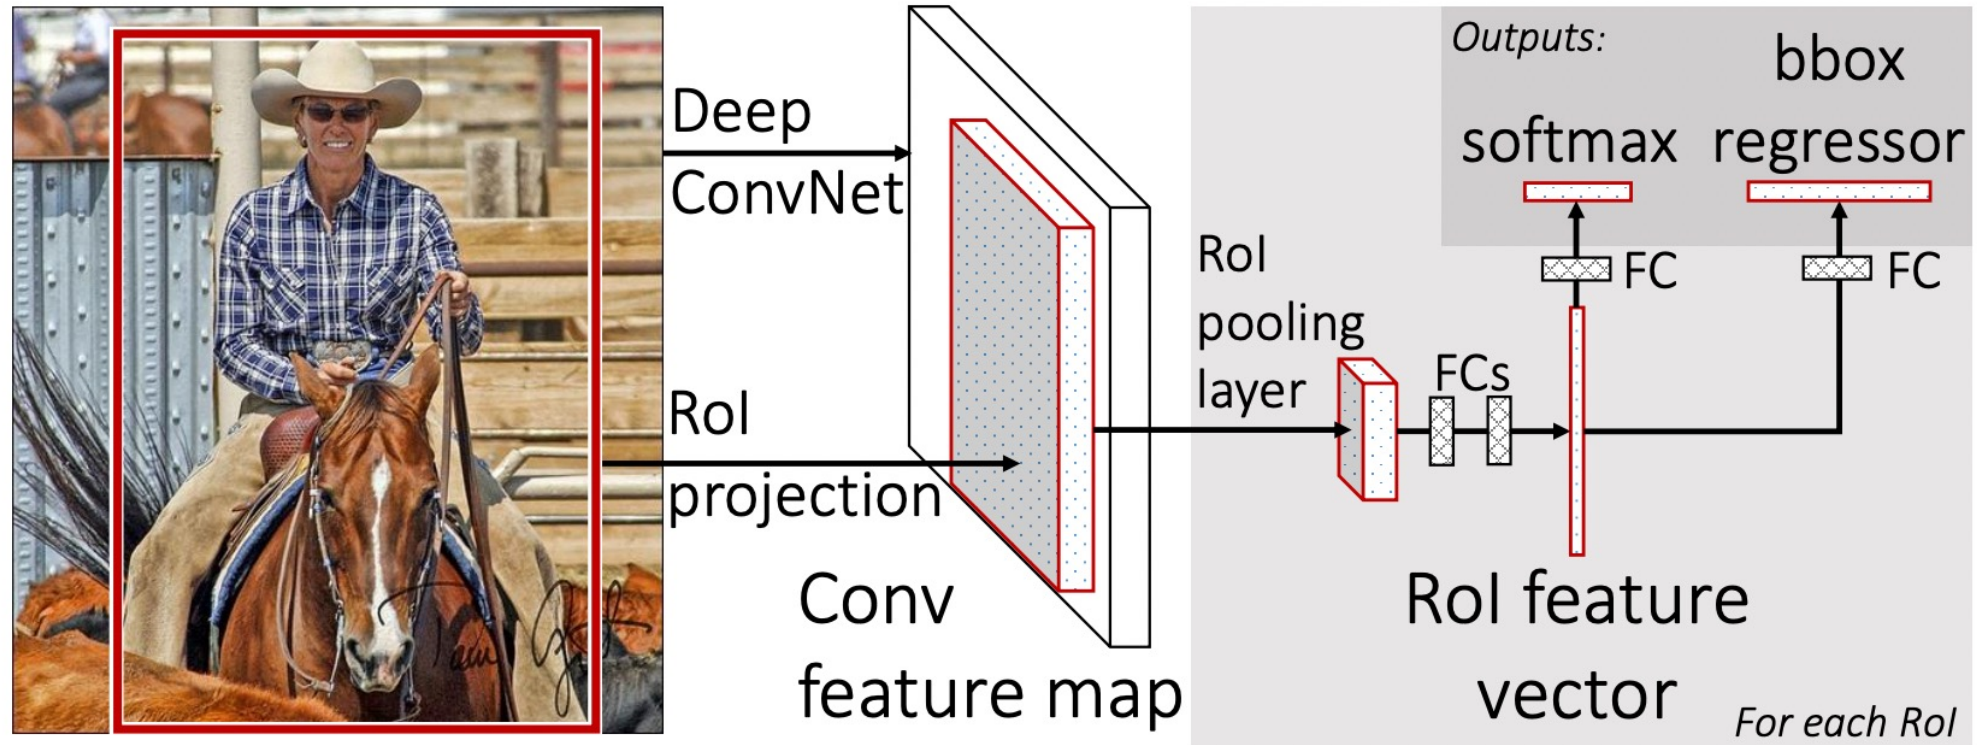 Deep
ConvNet
RoI
projection
Conv
feature map
RoI
pooling
layer
FCs
RoI feature
vector
For each RoI
Outputs:
softmax
bbox
regressor
FC
FC